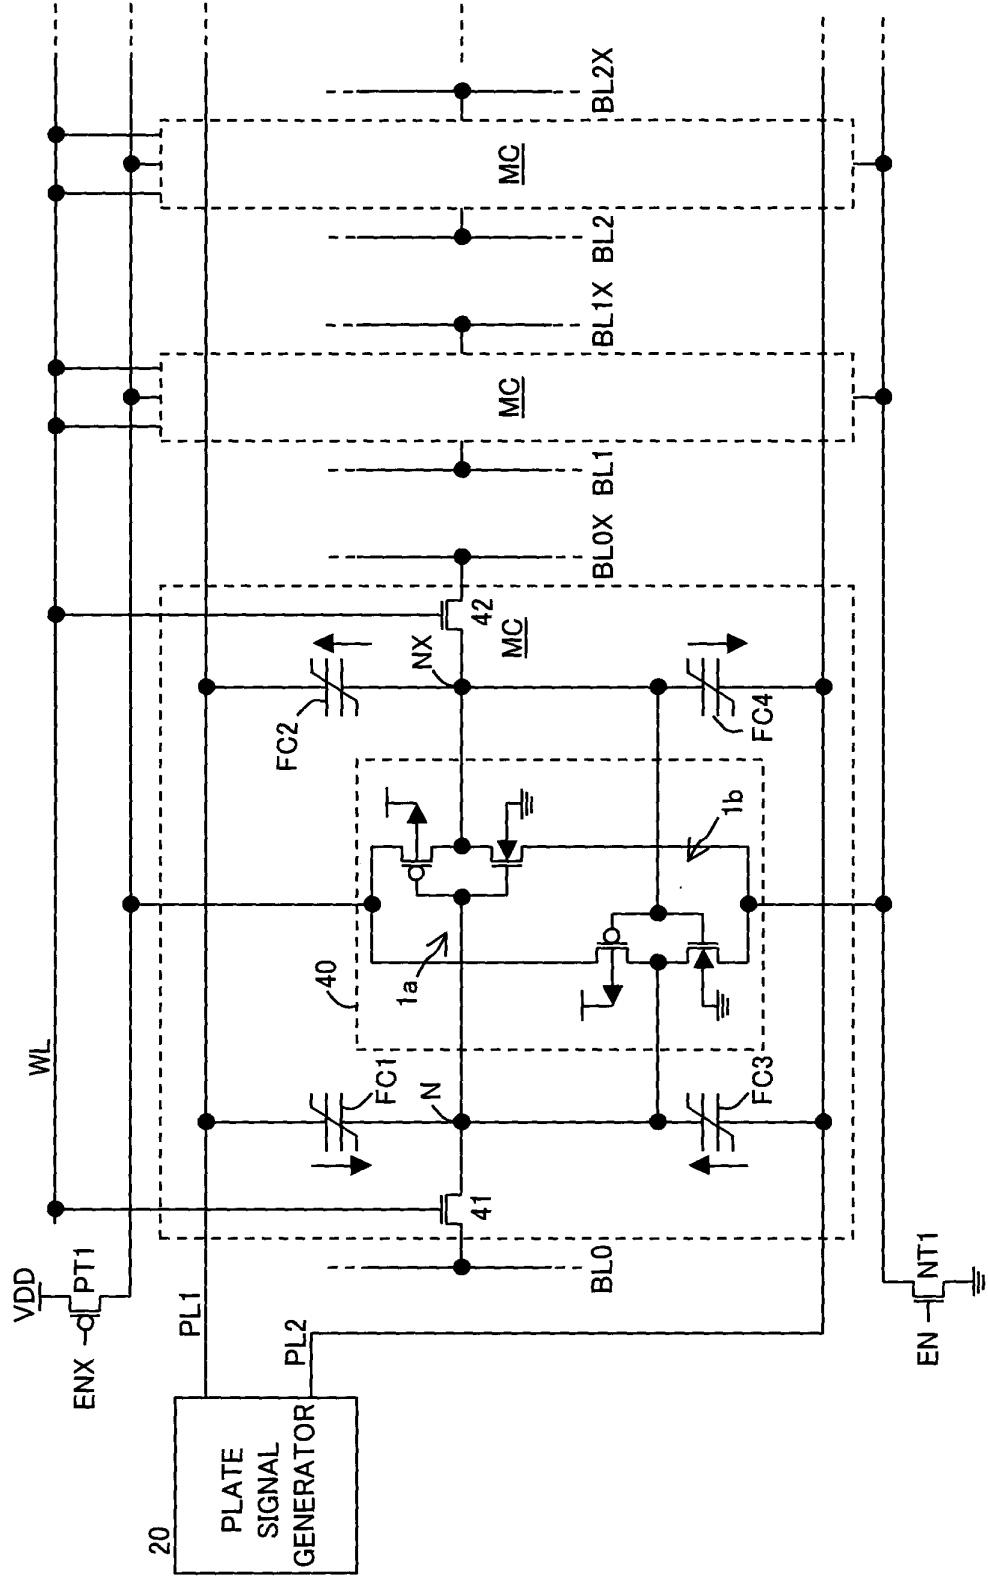 20
PLATE
SIGNAL
GENERATOR
PL1
PL2
VDD
ENX
PT1
WL
EN
NT1
BL0
41
N
FC1
FC3
40
1a
1b
FC2
FC4
NX
42
MC
BL0X
BL1
MC
BL1X
BL2
MC
BL2X